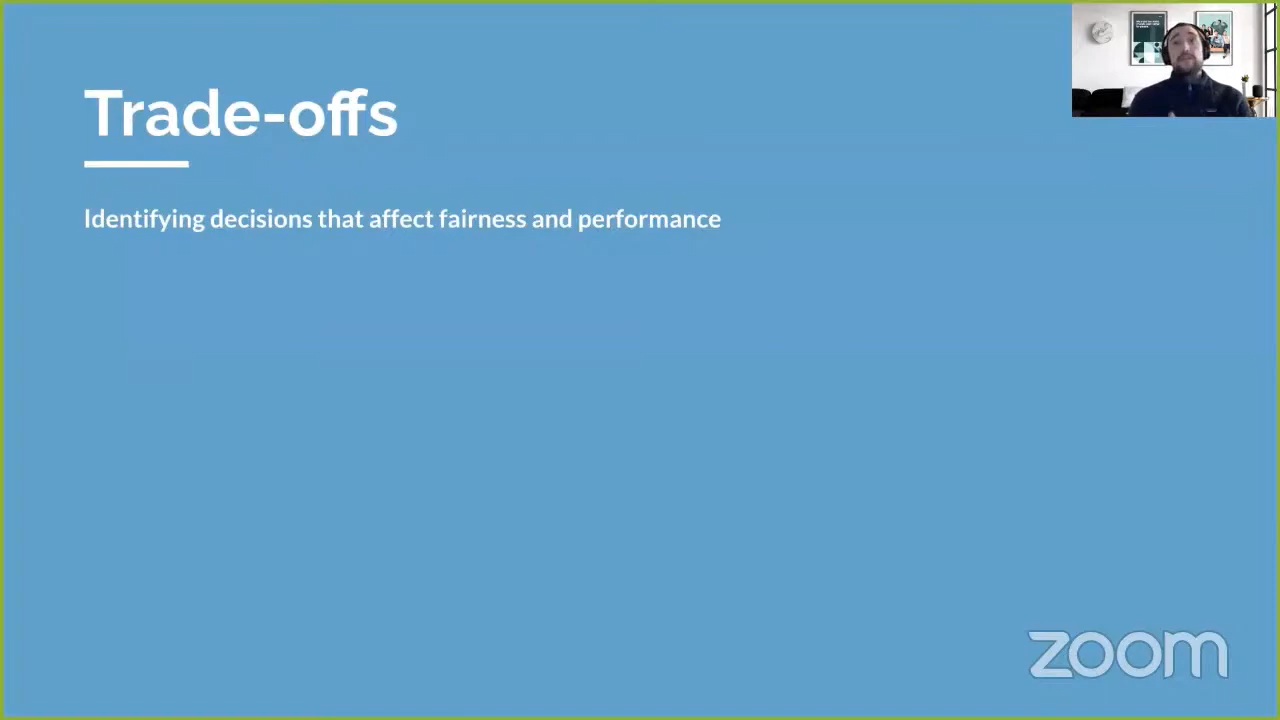 Trade-offs
Identifying decisions that affect fairness and performance
zoom